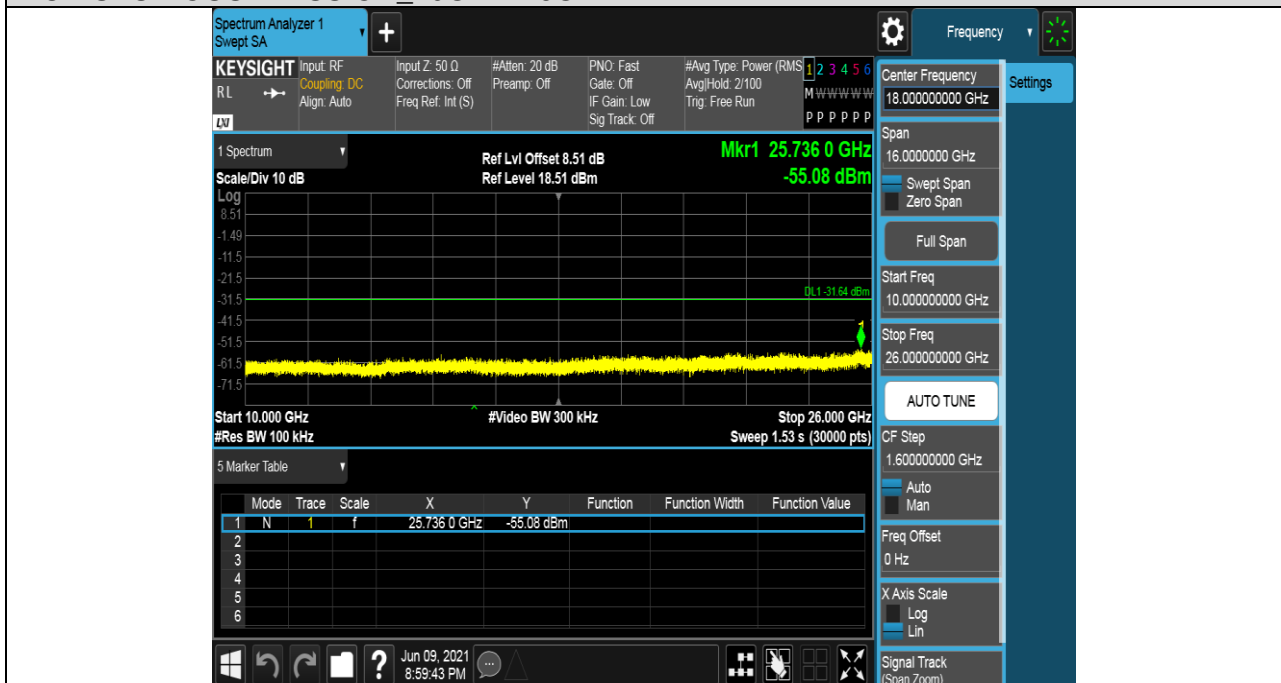 Spectrum Analyzer 1
Swept SA
+
Frequency
KEYSIGHT
RL
LXI
Input: RF
Coupling: DC
Align: Auto
Input Z: 50 Ω
Corrections: Off
Freq Ref: Int (S)
#Atten: 20 dB
Preamp: Off
PNO: Fast
Gate: Off
IF Gain: Low
Sig Track: Off
#Avg Type: Power (RMS
Avg|Hold: 2/100
Trig: Free Run
1 2 3 4 5 6
M W W W W W
P P P P P P
1 Spectrum
Scale/Div 10 dB
Ref Lvl Offset 8.51 dB
Ref Level 18.51 dBm
Mkr1 25.736 0 GHz
-55.08 dBm
Log
8.51
-1.49
-11.5
-21.5
-31.5
-41.5
-51.5
-61.5
-71.5
DL1 -31.64 dBm
1
Start 10.000 GHz
#Res BW 100 kHz
#Video BW 300 kHz
Stop 26.000 GHz
Sweep 1.53 s (30000 pts)
5 Marker Table
Mode Trace Scale X Y Function Function Width Function Value
1 N 1 f 25.736 0 GHz -55.08 dBm
2
3
4
5
6
?
Jun 09, 2021
8:59:43 PM
Center Frequency
18.000000000 GHz
Settings
Span
16.0000000 GHz
Swept Span
Zero Span
Full Span
Start Freq
10.000000000 GHz
Stop Freq
26.000000000 GHz
AUTO TUNE
CF Step
1.600000000 GHz
Auto
Man
Freq Offset
0 Hz
X Axis Scale
Log
Lin
Signal Track
(Span Zoom)